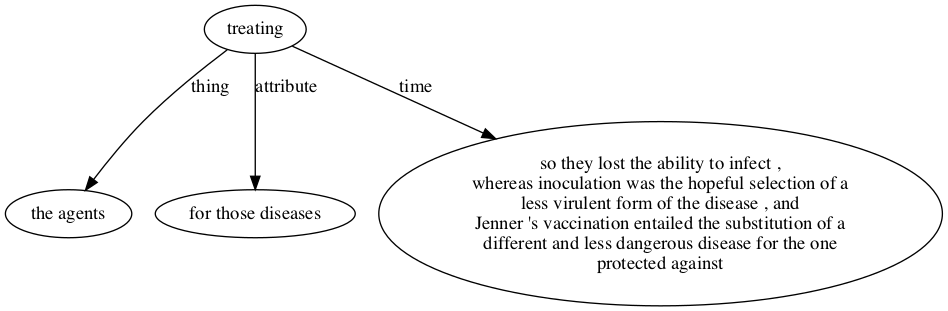 treating
thing
attribute
time
the agents
for those diseases
so they lost the ability to infect ,
whereas inoculation was the hopeful selection of a
less virulent form of the disease , and
Jenner 's vaccination entailed the substitution of a
different and less dangerous disease for the one
protected against